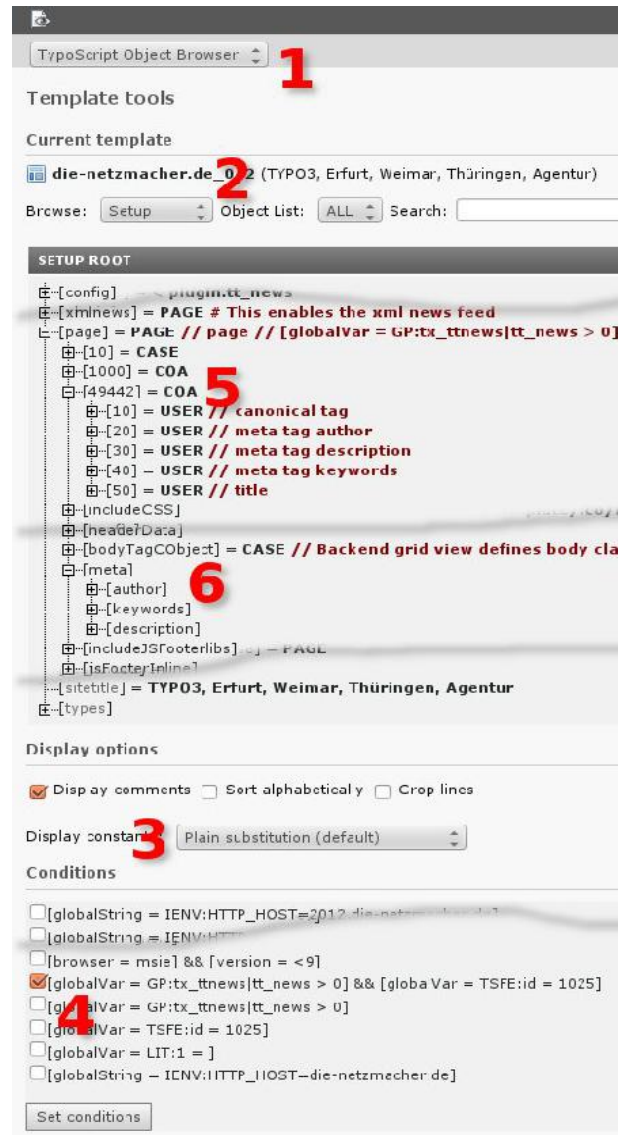 TypoScript Object Browser
1
Template tools
Current template
die-netzmacher.de_0 2 (TYPO3, Erfurt, Weimar, Thüringen, Agentur)
2
Browse: Setup Object List: ALL Search:
SETUP ROOT
[config] < plugin.tt_news
[xmlnews] = PAGE # This enables the xml news feed
[page] = PAGE // page // [globalVar = GP:tx_ttnews|tt_news > 0]
[10] = CASE
[1000] = COA
[49442] = COA
5
[10] = USER // canonical tag
[20] = USER // meta tag author
[30] = USER // meta tag description
[40] = USER // meta tag keywords
[50] = USER // title
[includeCSS]
[headerData]
[bodyTagCObject] = CASE // Backend grid view defines body cla
[meta]
6
[author]
[keywords]
[description]
[includeJSFooterlibs] = PAGE
[jsFooterInline]
[sitetitle] = TYPO3, Erfurt, Weimar, Thüringen, Agentur
[types]
Display options
Display comments Sort alphabetically Crop lines
Display constant Plain substitution (default)
3
Conditions
[globalString = IENV:HTTP_HOST=2012.die-netzmacher.de]
[globalString = IENV:HTTP
[browser = msie] && [version = <9]
[globalVar = GP:tx_ttnews|tt_news > 0] && [globalVar = TSFE:id = 1025]
4
[globalVar = GP:tx_ttnews|tt_news > 0]
[globalVar = TSFE:id = 1025]
[globalVar = LIT:1 = ]
[globalString = IENV:HTTP_HOST=die-netzmacher.de]
Set conditions